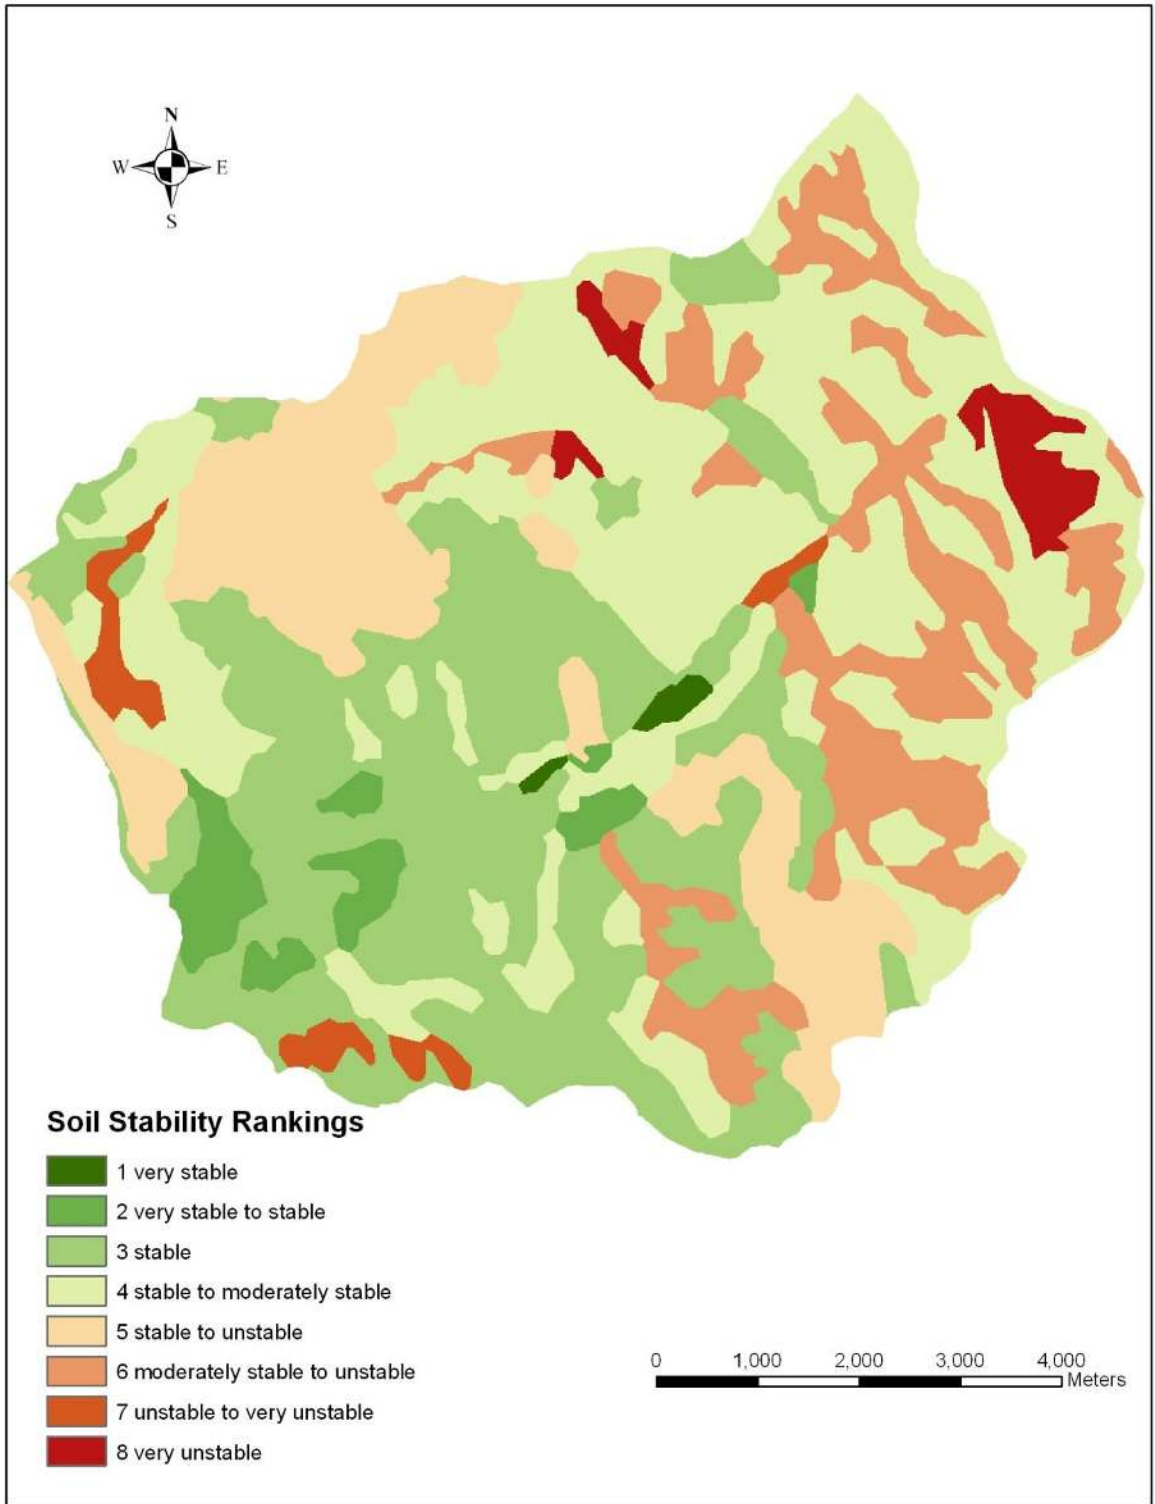 N
W E
S
Soil Stability Rankings
1 very stable
2 very stable to stable
3 stable
4 stable to moderately stable
5 stable to unstable
6 moderately stable to unstable
7 unstable to very unstable
8 very unstable
0 1,000 2,000 3,000 4,000
Meters